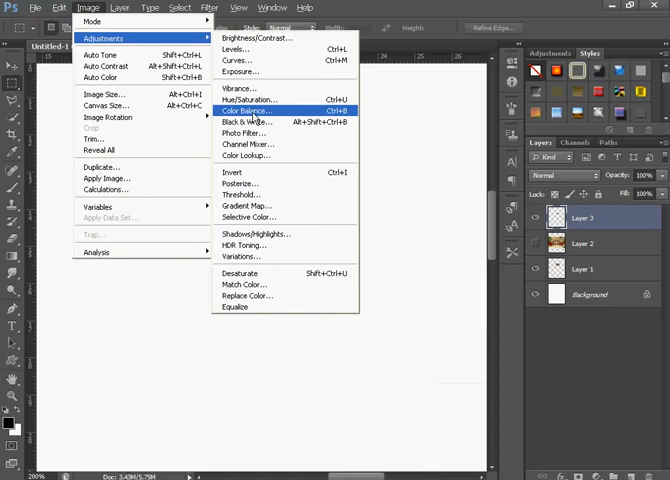 Ps File Edit Image Layer Type Select Filter 3D View Window Help
Style: Normal Height: Refine Edge...
Untitled-1
Mode
Adjustments
Auto Tone Shift+Ctrl+L
Auto Contrast Alt+Shift+Ctrl+L
Auto Color Shift+Ctrl+B
Image Size... Alt+Ctrl+I
Canvas Size... Alt+Ctrl+C
Image Rotation
Crop
Trim...
Reveal All
Duplicate...
Apply Image...
Calculations...
Variables
Apply Data Set...
Trap...
Analysis
Brightness/Contrast...
Levels... Ctrl+L
Curves... Ctrl+M
Exposure...
Vibrance...
Hue/Saturation... Ctrl+U
Color Balance... Ctrl+B
Black & White... Alt+Shift+Ctrl+B
Photo Filter...
Channel Mixer...
Color Lookup...
Invert Ctrl+I
Posterize...
Threshold...
Gradient Map...
Selective Color...
Shadows/Highlights...
HDR Toning...
Variations...
Desaturate Shift+Ctrl+U
Match Color...
Replace Color...
Equalize
25 26
Adjustments Styles
Layers Channels Paths
Kind
Normal Opacity: 100%
Lock: Fill: 100%
Layer 3
Layer 2
Layer 1
Background
200% Doc: 3.43M/5.75M